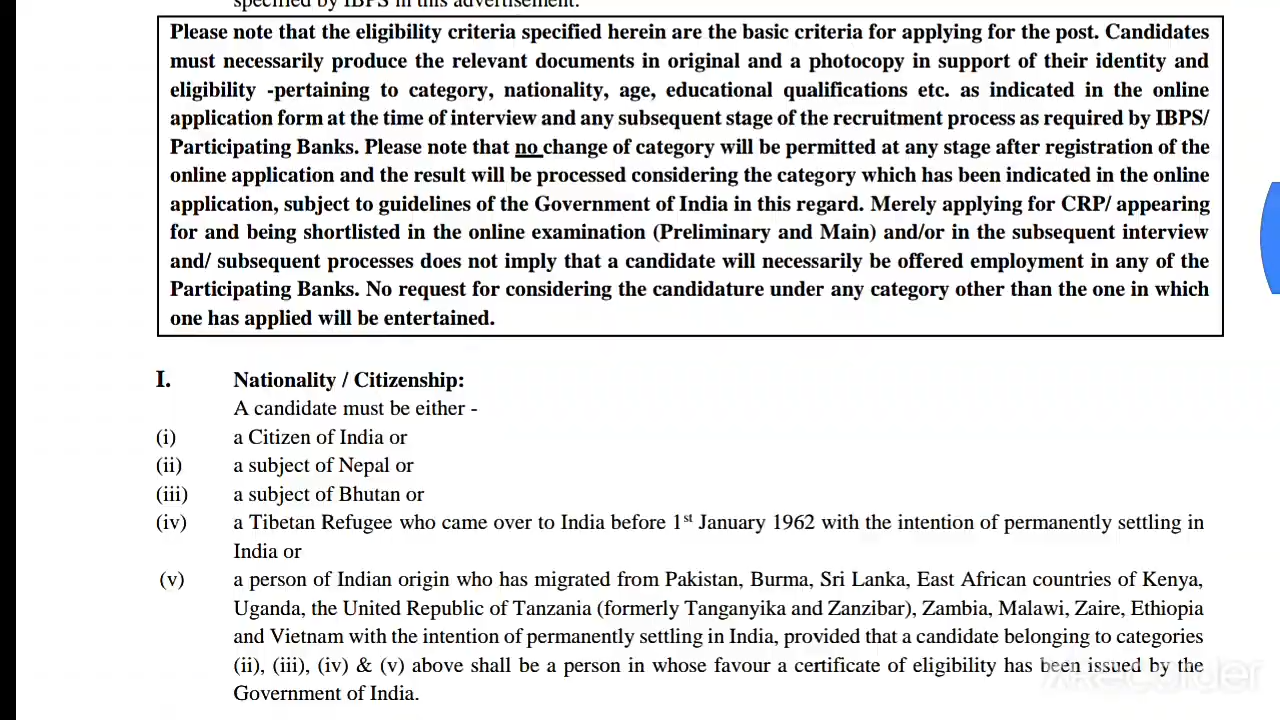 specified by IBPS in this advertisement.
Please note that the eligibility criteria specified herein are the basic criteria for applying for the post. Candidates
must necessarily produce the relevant documents in original and a photocopy in support of their identity and
eligibility -pertaining to category, nationality, age, educational qualifications etc. as indicated in the online
application form at the time of interview and any subsequent stage of the recruitment process as required by IBPS/
Participating Banks. Please note that no change of category will be permitted at any stage after registration of the
online application and the result will be processed considering the category which has been indicated in the online
application, subject to guidelines of the Government of India in this regard. Merely applying for CRP/ appearing
for and being shortlisted in the online examination (Preliminary and Main) and/or in the subsequent interview
and/ subsequent processes does not imply that a candidate will necessarily be offered employment in any of the
Participating Banks. No request for considering the candidature under any category other than the one in which
one has applied will be entertained.
I. Nationality / Citizenship:
A candidate must be either -
(i) a Citizen of India or
(ii) a subject of Nepal or
(iii) a subject of Bhutan or
(iv) a Tibetan Refugee who came over to India before 1st January 1962 with the intention of permanently settling in
India or
(v) a person of Indian origin who has migrated from Pakistan, Burma, Sri Lanka, East African countries of Kenya,
Uganda, the United Republic of Tanzania (formerly Tanganyika and Zanzibar), Zambia, Malawi, Zaire, Ethiopia
and Vietnam with the intention of permanently settling in India, provided that a candidate belonging to categories
(ii), (iii), (iv) & (v) above shall be a person in whose favour a certificate of eligibility has been issued by the
Government of India.
XRecorder